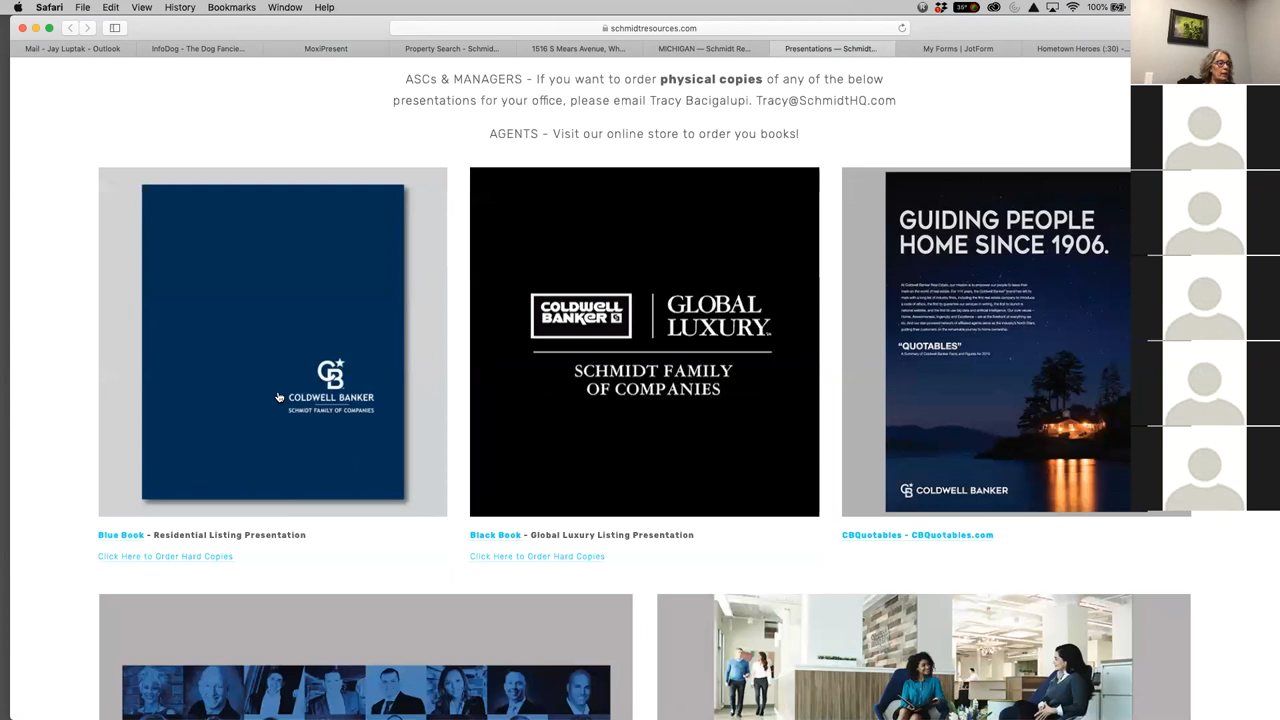 Safari File Edit View History Bookmarks Window Help
35° 100%
schmidtresources.com
Mail - Jay Luptak - Outlook
InfoDog - The Dog Fancie...
MoxiPresent
Property Search - Schmid...
1516 S Mears Avenue, Wh...
MICHIGAN — Schmidt Re...
Presentations — Schmidt...
My Forms | JotForm
Hometown Heroes (:30) -...
ASCs & MANAGERS - If you want to order physical copies of any of the below
presentations for your office, please email Tracy Bacigalupi. Tracy@SchmidtHQ.com
AGENTS - Visit our online store to order you books!
CB
COLDWELL BANKER
SCHMIDT FAMILY OF COMPANIES
COLDWELL
BANKER
GLOBAL
LUXURY
SCHMIDT FAMILY
OF COMPANIES
GUIDING PEOPLE
HOME SINCE 1906.
“QUOTABLES”
CB COLDWELL BANKER
Blue Book - Residential Listing Presentation
Click Here to Order Hard Copies
Black Book - Global Luxury Listing Presentation
Click Here to Order Hard Copies
CBQuotables - CBQuotables.com